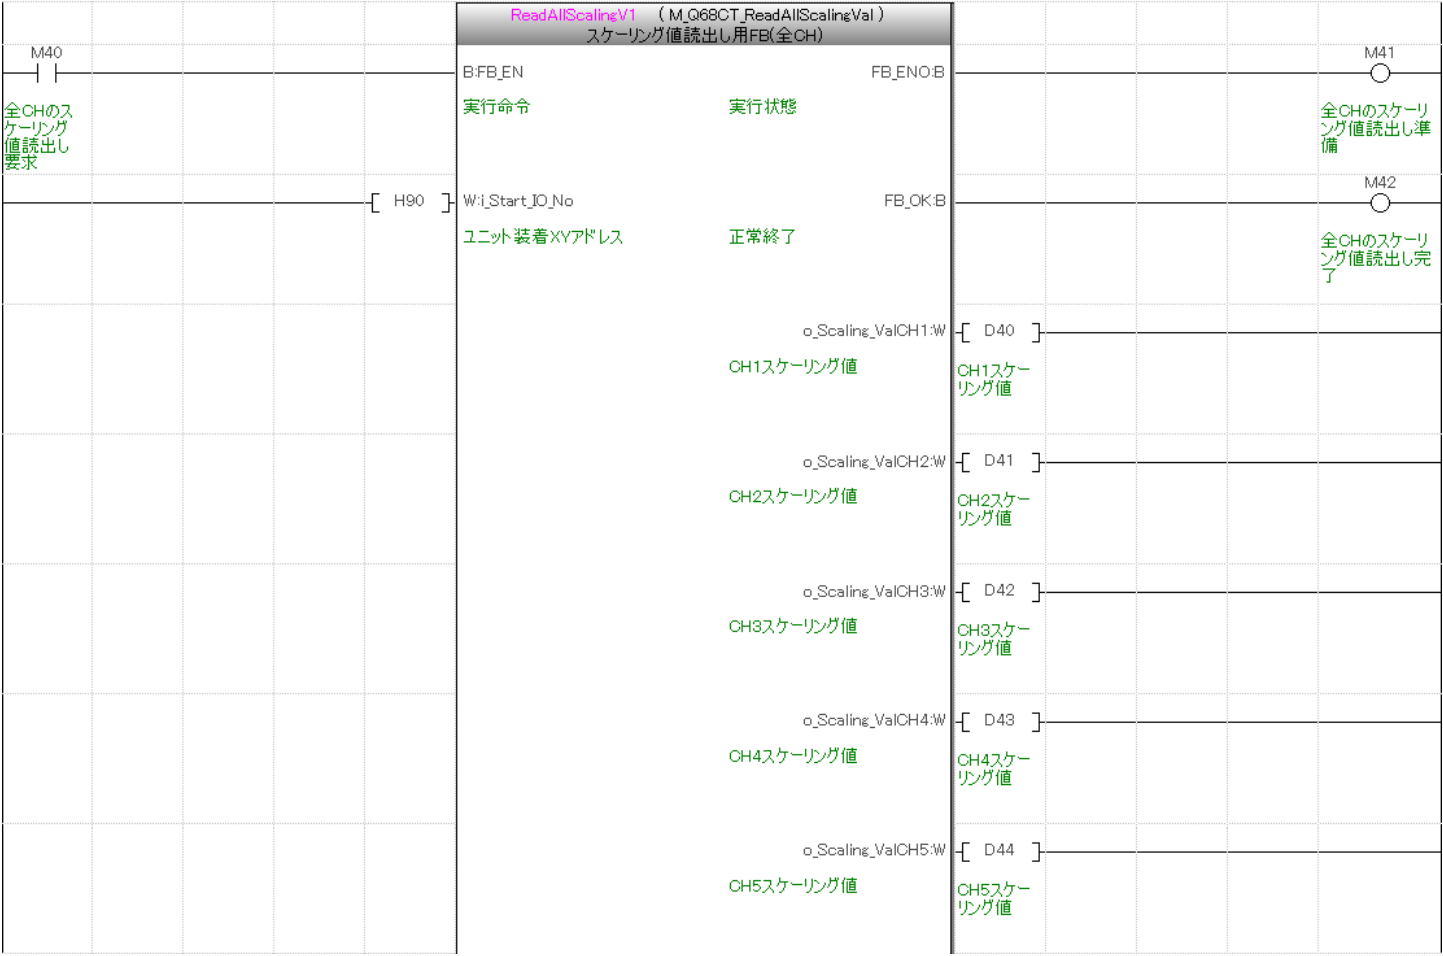 ReadAllScalingV1 ( M_Q68CT_ReadAllScalingVal )
スケーリング値読出し用FB(全CH)
M40
B:FB_EN
FB_ENO:B
M41
全CHのス
ケーリング
値読出し
要求
実行命令
実行状態
全CHのスケーリ
ング値読出し準
備
H90
W:i_Start_IO_No
FB_OK:B
M42
ユニット装着XYアドレス
正常終了
全CHのスケーリ
ング値読出し完
了
o_Scaling_ValCH1:W
D40
CH1スケーリング値
CH1スケー
リング値
o_Scaling_ValCH2:W
D41
CH2スケーリング値
CH2スケー
リング値
o_Scaling_ValCH3:W
D42
CH3スケーリング値
CH3スケー
リング値
o_Scaling_ValCH4:W
D43
CH4スケーリング値
CH4スケー
リング値
o_Scaling_ValCH5:W
D44
CH5スケーリング値
CH5スケー
リング値